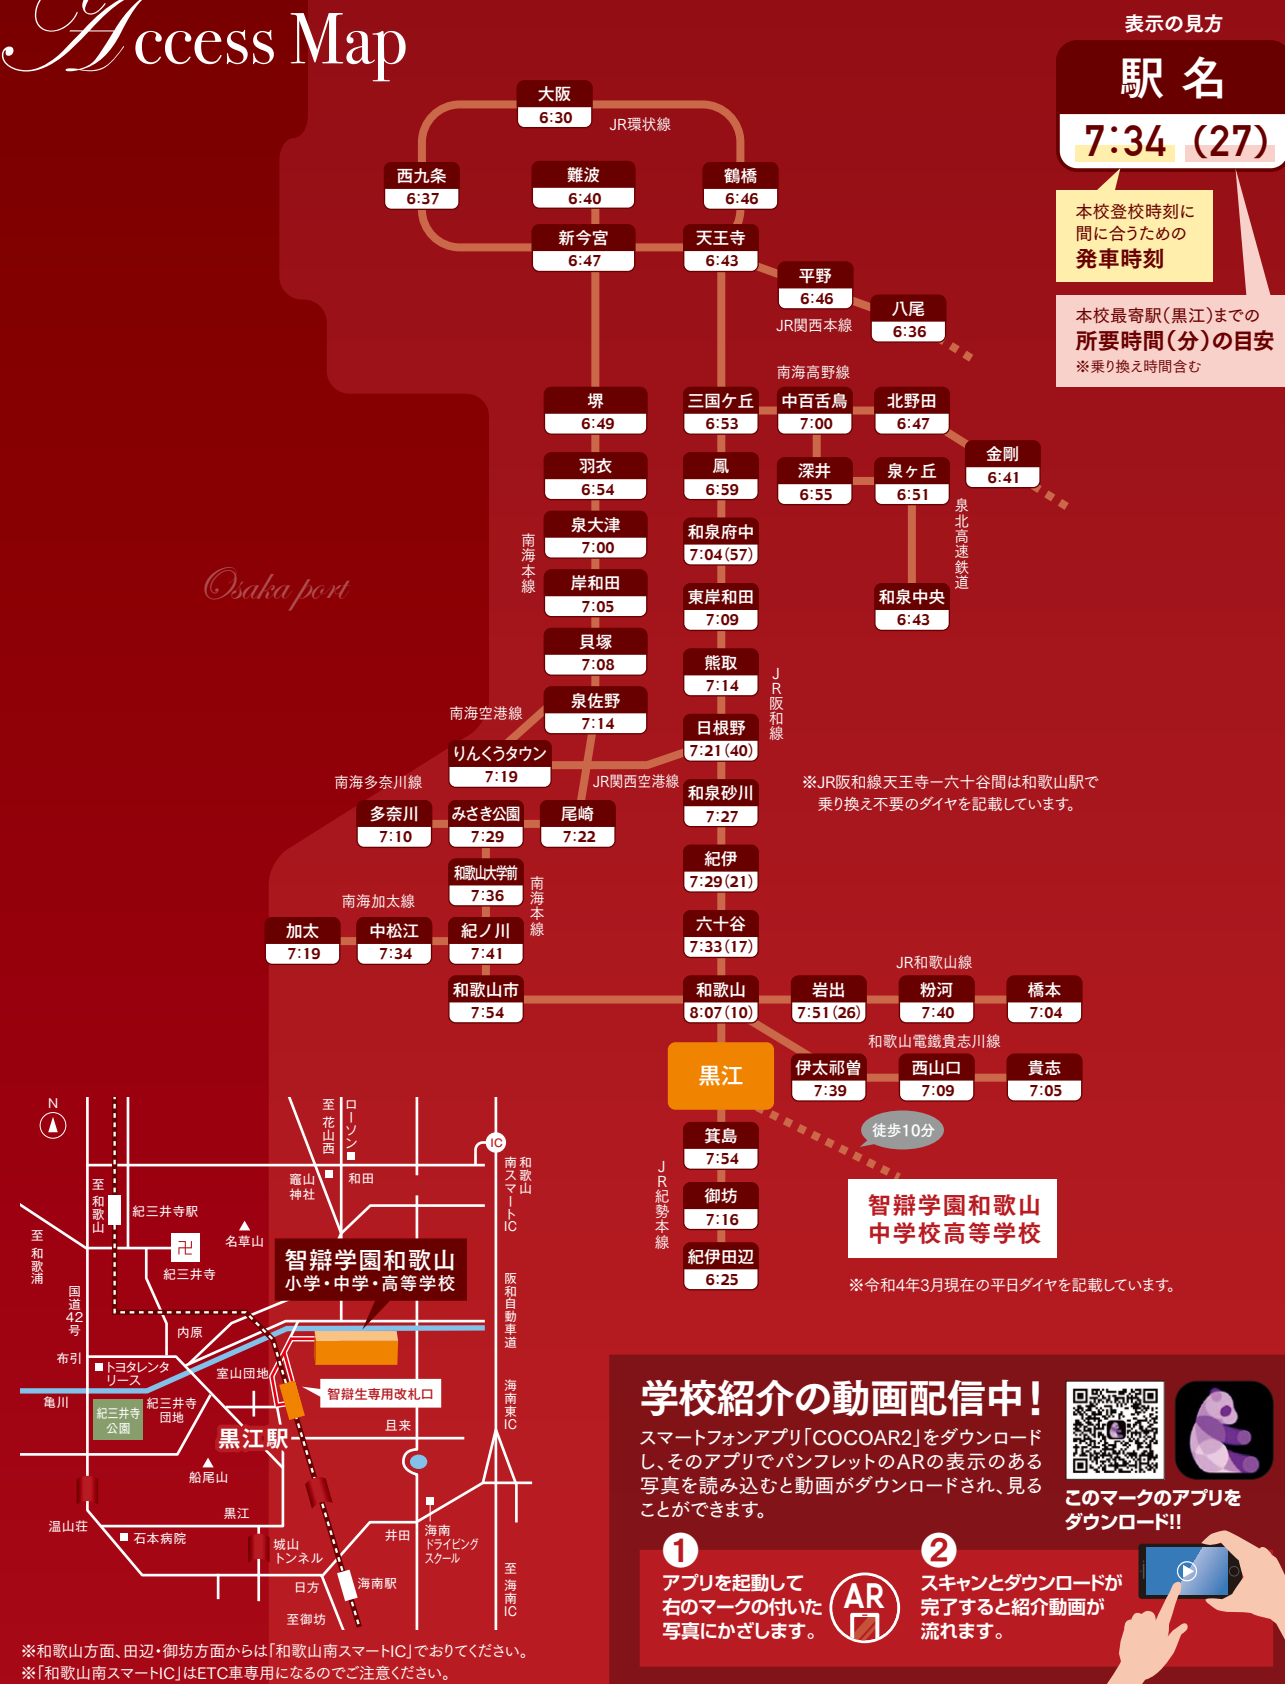 Access Map
表示の見方
駅名
7:34 (27)
本校登校時刻に
間に合うための
発車時刻
本校最寄駅(黒江)までの
所要時間(分)の目安
※乗り換え時間含む
大阪
6:30
JR環状線
西九条
6:37
難波
6:40
鶴橋
6:46
新今宮
6:47
天王寺
6:43
平野
6:46
JR関西本線
八尾
6:36
南海高野線
堺
6:49
三国ケ丘
6:53
中百舌鳥
7:00
北野田
6:47
金剛
6:41
羽衣
6:54
鳳
6:59
深井
6:55
泉ヶ丘
6:51
泉北高速鉄道
泉大津
7:00
和泉府中
7:04(57)
南海本線
岸和田
7:05
東岸和田
7:09
和泉中央
6:43
Osaka port
貝塚
7:08
熊取
7:14
JR阪和線
泉佐野
7:14
南海空港線
日根野
7:21(40)
りんくうタウン
7:19
JR関西空港線
※JR阪和線天王寺ー六十谷間は和歌山駅で
乗り換え不要のダイヤを記載しています。
南海多奈川線
和泉砂川
7:27
多奈川
7:10
みさき公園
7:29
尾崎
7:22
紀伊
7:29(21)
和歌山大学前
7:36
南海本線
南海加太線
加太
7:19
中松江
7:34
紀ノ川
7:41
六十谷
7:33(17)
JR和歌山線
和歌山市
7:54
和歌山
8:07(10)
岩出
7:51(26)
粉河
7:40
橋本
7:04
和歌山電鐵貴志川線
黒江
伊太祁曽
7:39
西山口
7:09
貴志
7:05
徒歩10分
箕島
7:54
JR紀勢本線
御坊
7:16
紀伊田辺
6:25
智辯学園和歌山
中学校高等学校
※令和4年3月現在の平日ダイヤを記載しています。
N
至花山西
ローソン
IC
和歌山
南スマートIC
竈山
神社
和田
至和歌山
紀三井寺駅
名草山
至和歌浦
卍
紀三井寺
智辯学園和歌山
小学・中学・高等学校
国道42号
阪和自動車道
内原
布引
トヨタレンタ
リース
室山団地
智辯生専用改札口
亀川
紀三井寺
公園
紀三井寺
団地
海南東IC
黒江駅
且来
船尾山
温山荘
黒江
石本病院
城山
トンネル
井田
海南
ドライビング
スクール
日方
海南駅
至海南IC
至御坊
※和歌山方面、田辺・御坊方面からは「和歌山南スマートIC」でおりてください。
※「和歌山南スマートIC」はETC車専用になるのでご注意ください。
学校紹介の動画配信中!
スマートフォンアプリ「COCOAR2」をダウンロード
し、そのアプリでパンフレットのARの表示のある
写真を読み込むと動画がダウンロードされ、見る
ことができます。
このマークのアプリを
ダウンロード!!
1
アプリを起動して
右のマークの付いた
写真にかざします。
AR
2
スキャンとダウンロードが
完了すると紹介動画が
流れます。